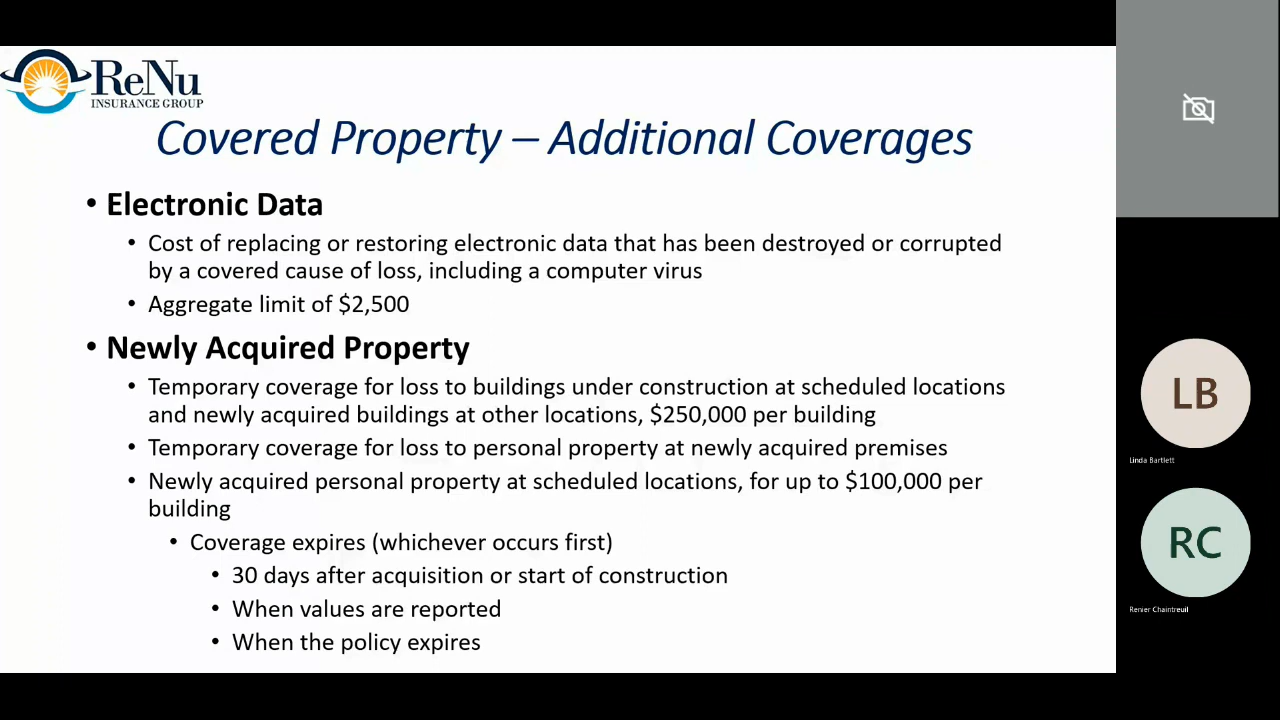 ReNu
INSURANCE GROUP
Covered Property – Additional Coverages
• Electronic Data
• Cost of replacing or restoring electronic data that has been destroyed or corrupted
by a covered cause of loss, including a computer virus
• Aggregate limit of $2,500
• Newly Acquired Property
• Temporary coverage for loss to buildings under construction at scheduled locations
and newly acquired buildings at other locations, $250,000 per building
• Temporary coverage for loss to personal property at newly acquired premises
• Newly acquired personal property at scheduled locations, for up to $100,000 per
building
• Coverage expires (whichever occurs first)
• 30 days after acquisition or start of construction
• When values are reported
• When the policy expires
LB
Linda Bartlett
RC
Renier Chaintreuil